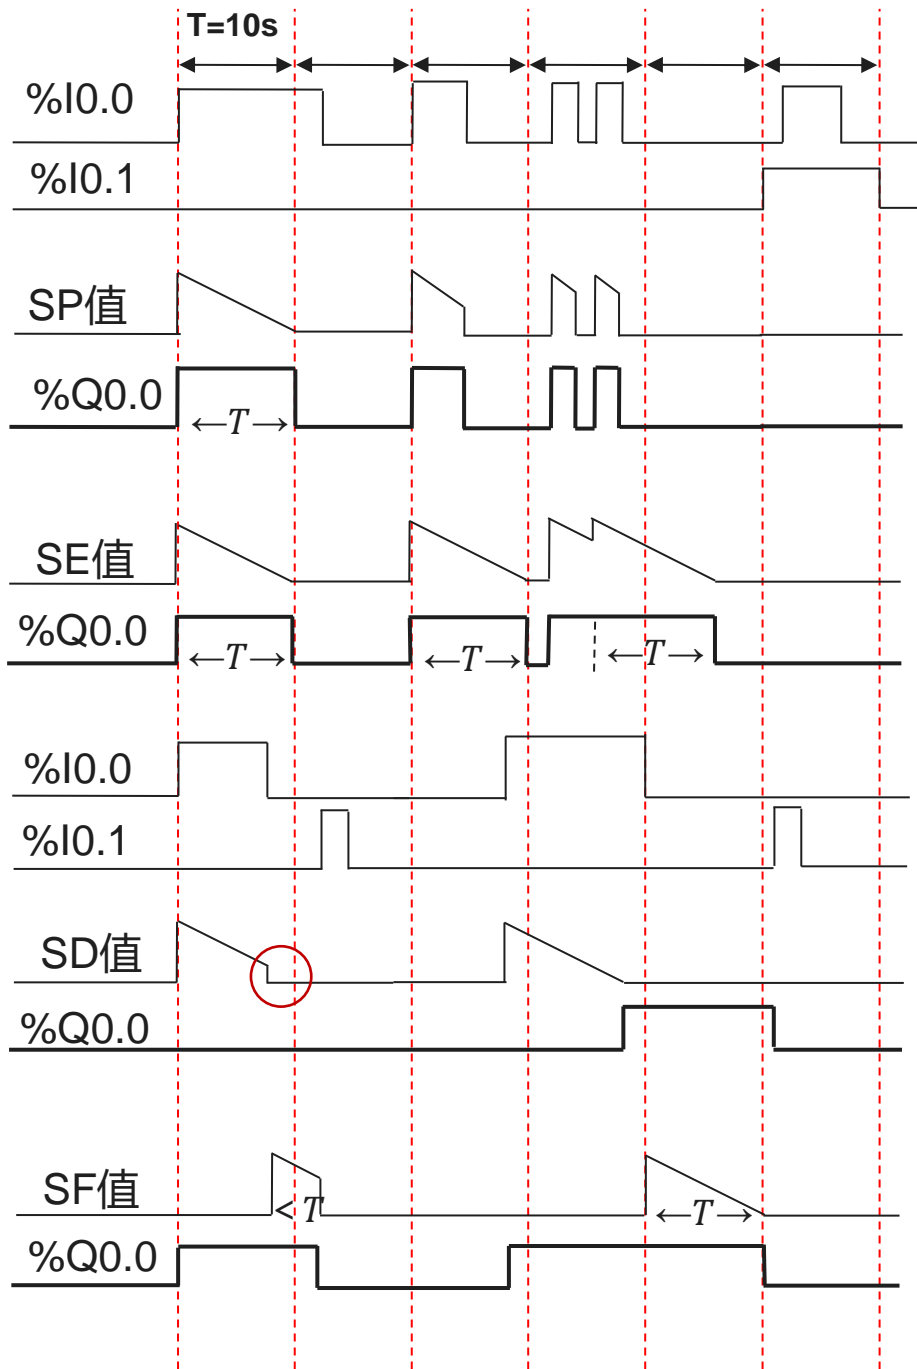 T=10s
%I0.0
%I0.1
SP值
%Q0.0
←T→
SE值
%Q0.0
←T→ ←T→ ←T→
%I0.0
%I0.1
SD值
%Q0.0
SF值
< T ←T→
%Q0.0